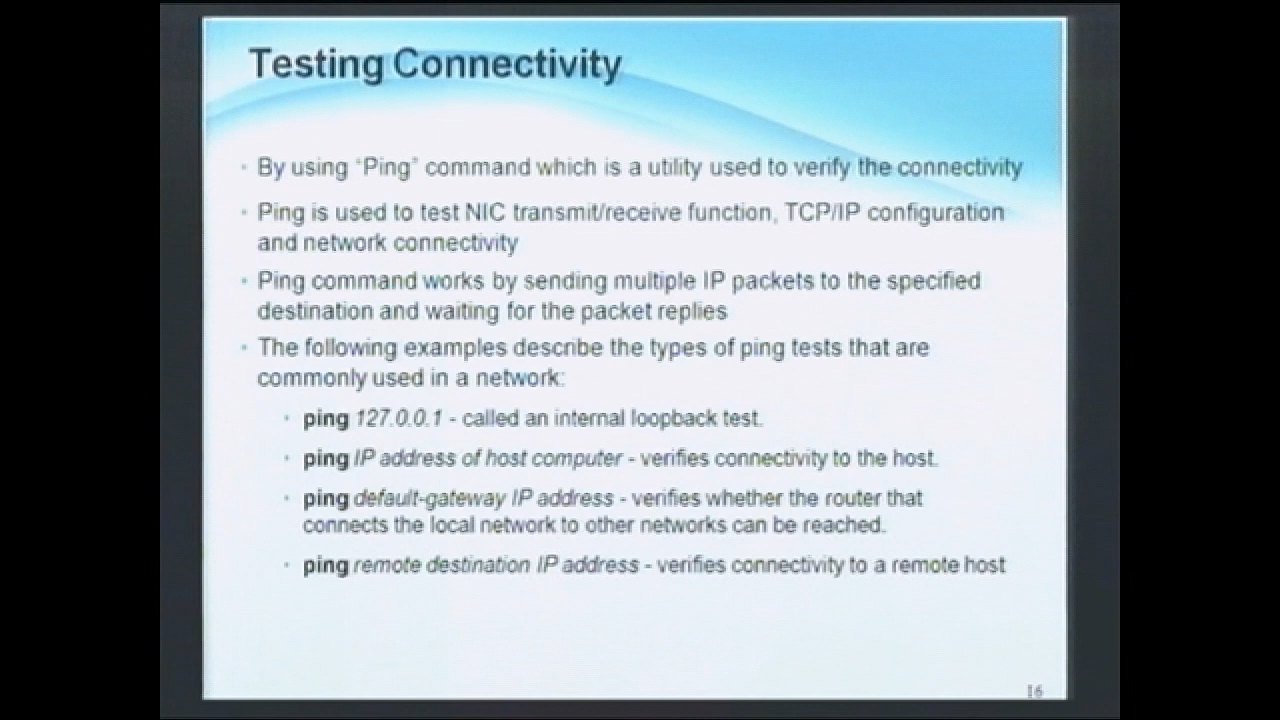 Testing Connectivity
• By using “Ping” command which is a utility used to verify the connectivity
• Ping is used to test NIC transmit/receive function, TCP/IP configuration
and network connectivity
• Ping command works by sending multiple IP packets to the specified
destination and waiting for the packet replies
• The following examples describe the types of ping tests that are
commonly used in a network:
• ping 127.0.0.1 - called an internal loopback test.
• ping IP address of host computer - verifies connectivity to the host.
• ping default-gateway IP address - verifies whether the router that
connects the local network to other networks can be reached.
• ping remote destination IP address - verifies connectivity to a remote host
16